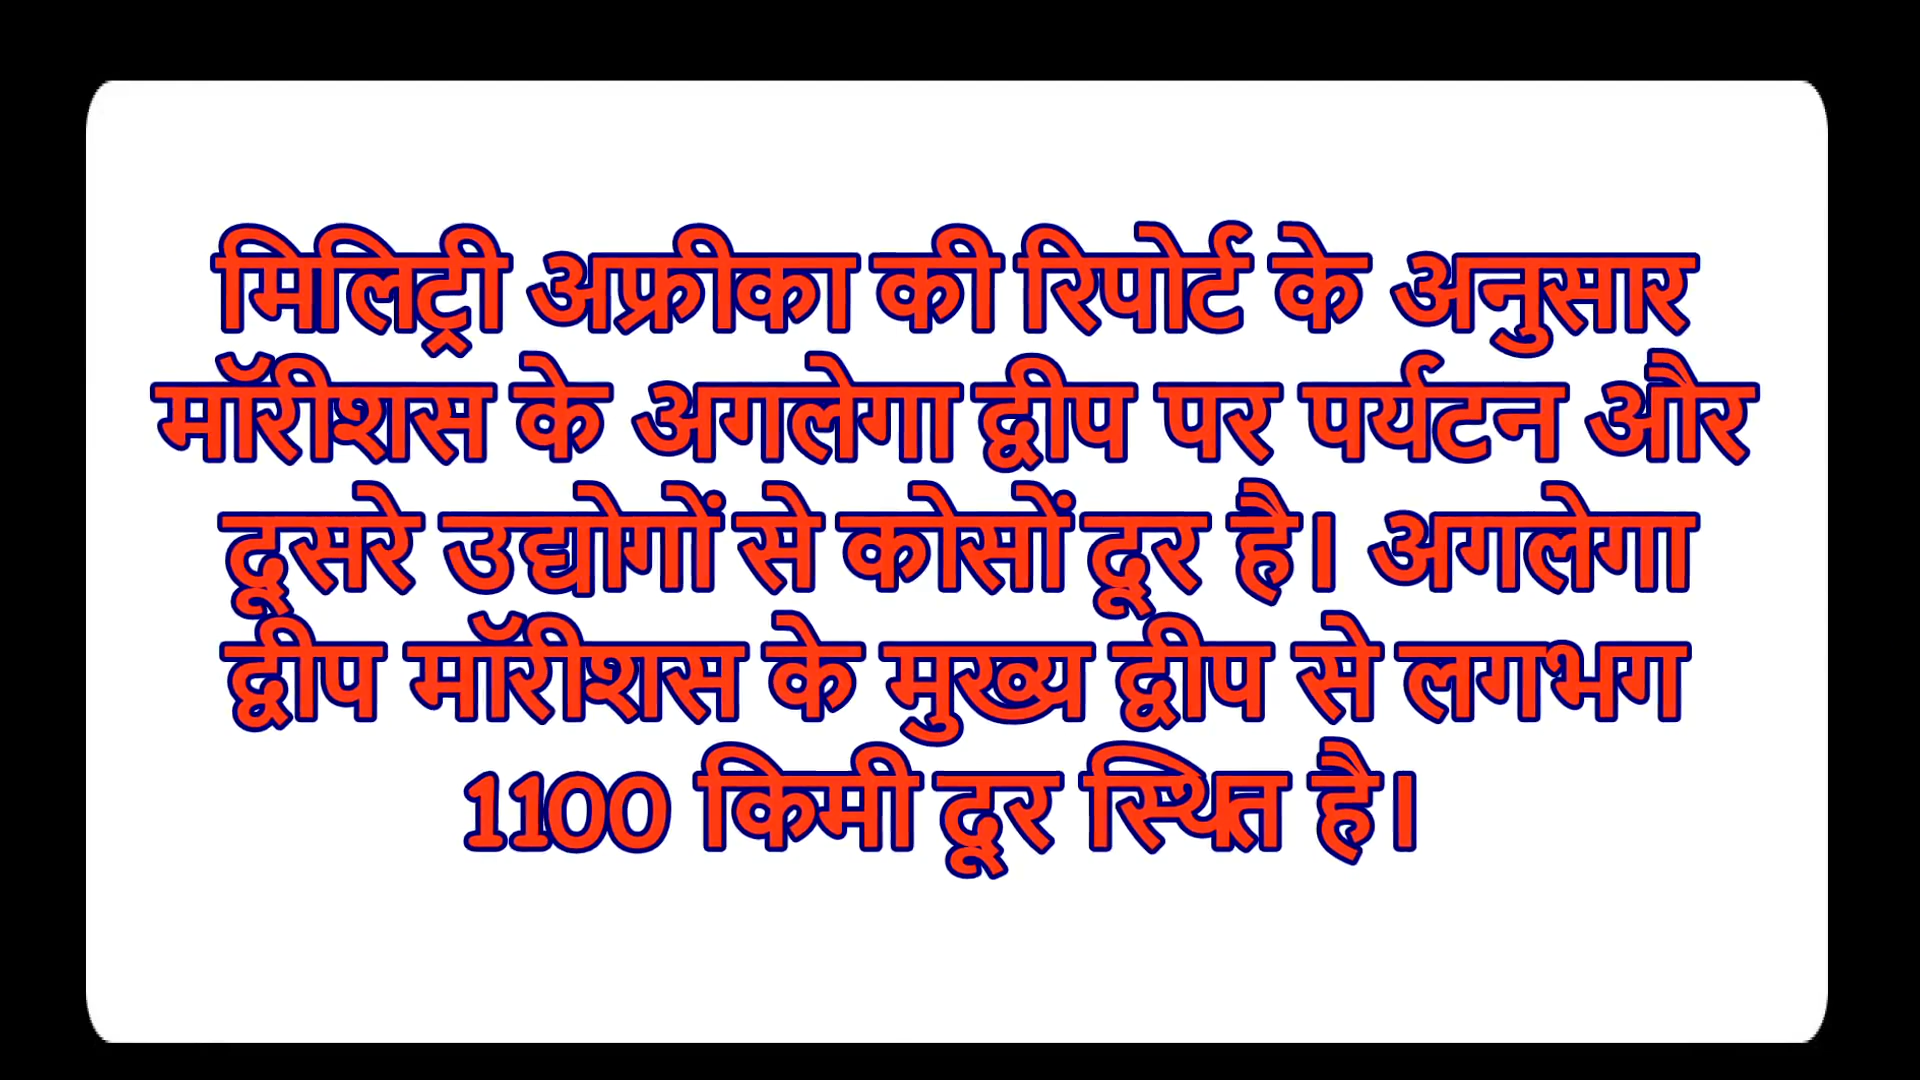 मिलिट्री अफ्रीका की रिपोर्ट के अनुसार
मॉरीशस के अगलेगा द्वीप पर पर्यटन और
दूसरे उद्योगों से कोसों दूर है। अगलेगा
द्वीप मॉरीशस के मुख्य द्वीप से लगभग
1100 किमी दूर स्थित है।